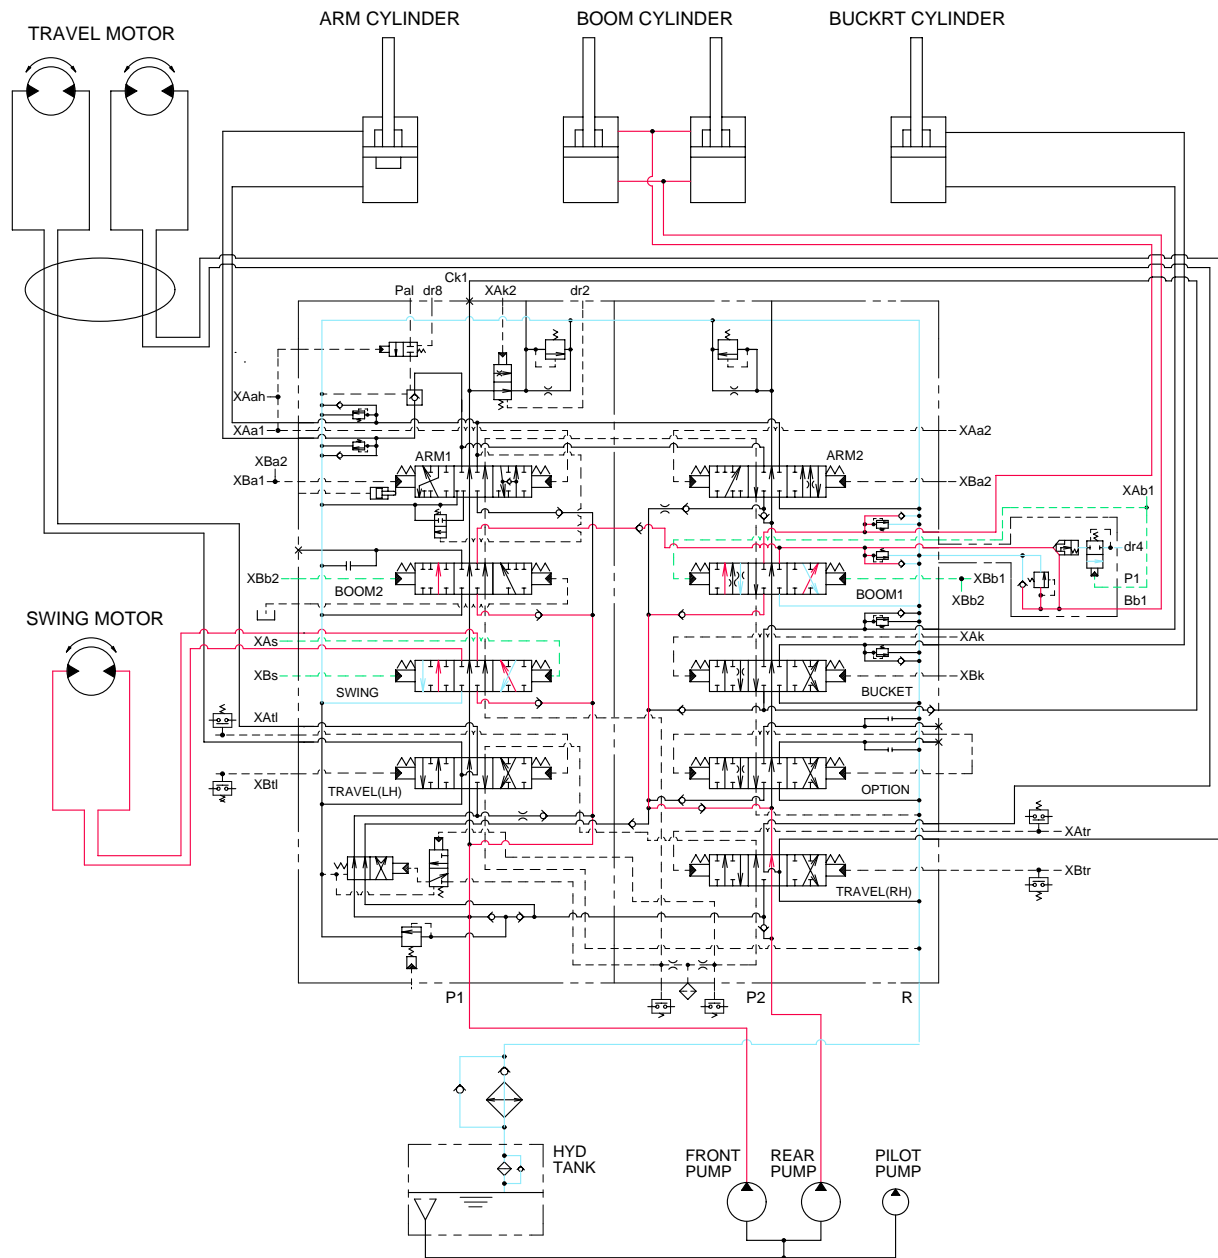 ARM CYLINDER
BOOM CYLINDER
BUCKRT CYLINDER
TRAVEL MOTOR
Ck1
Pal
dr8
XAk2
dr2
XAah
XAa1
XAa2
XBa2
XBa1
ARM1
ARM2
XBa2
XAb1
dr4
XBb2
BOOM2
BOOM1
XBb1
XBb2
P1
Bb1
SWING MOTOR
XAs
XAk
XBs
XBk
SWING
BUCKET
XAtl
XBtl
TRAVEL(LH)
OPTION
XAtr
XBtr
TRAVEL(RH)
P1
P2
R
HYD
TANK
FRONT
PUMP
REAR
PUMP
PILOT
PUMP